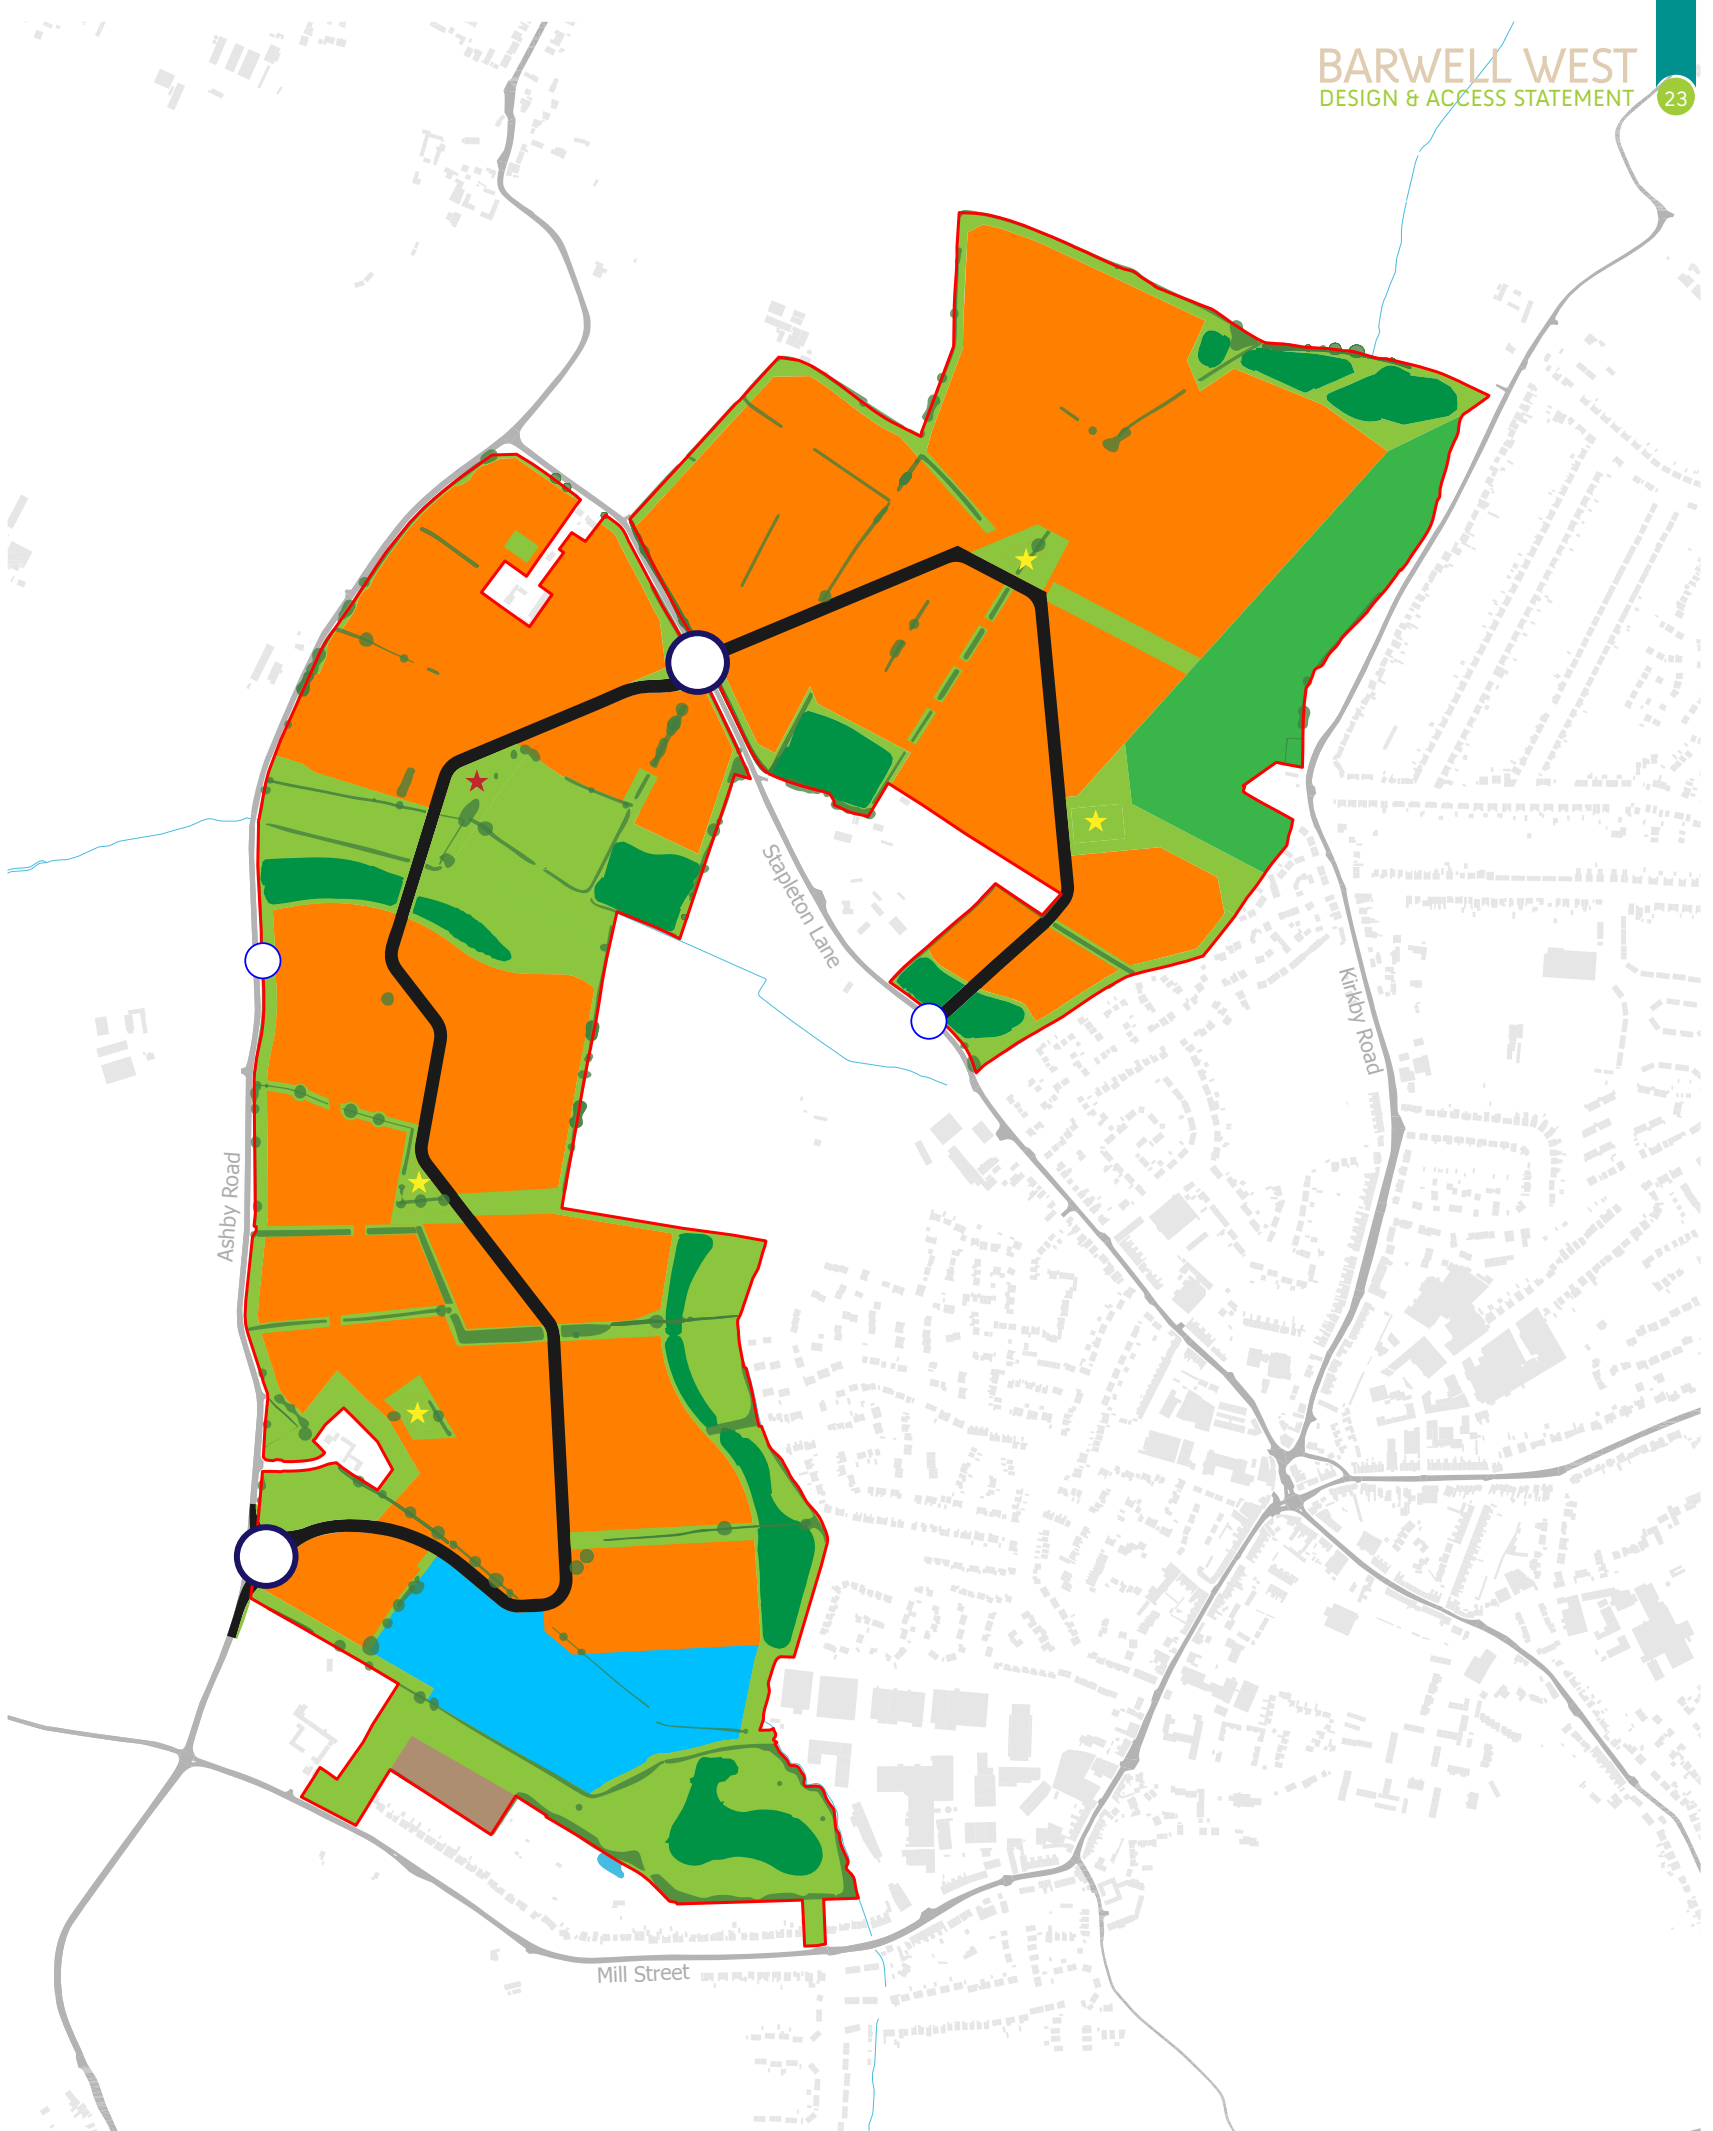 BARWELL WEST
DESIGN & ACCESS STATEMENT
23
Stapleton Lane
Kirkby Road
Ashby Road
Mill Street